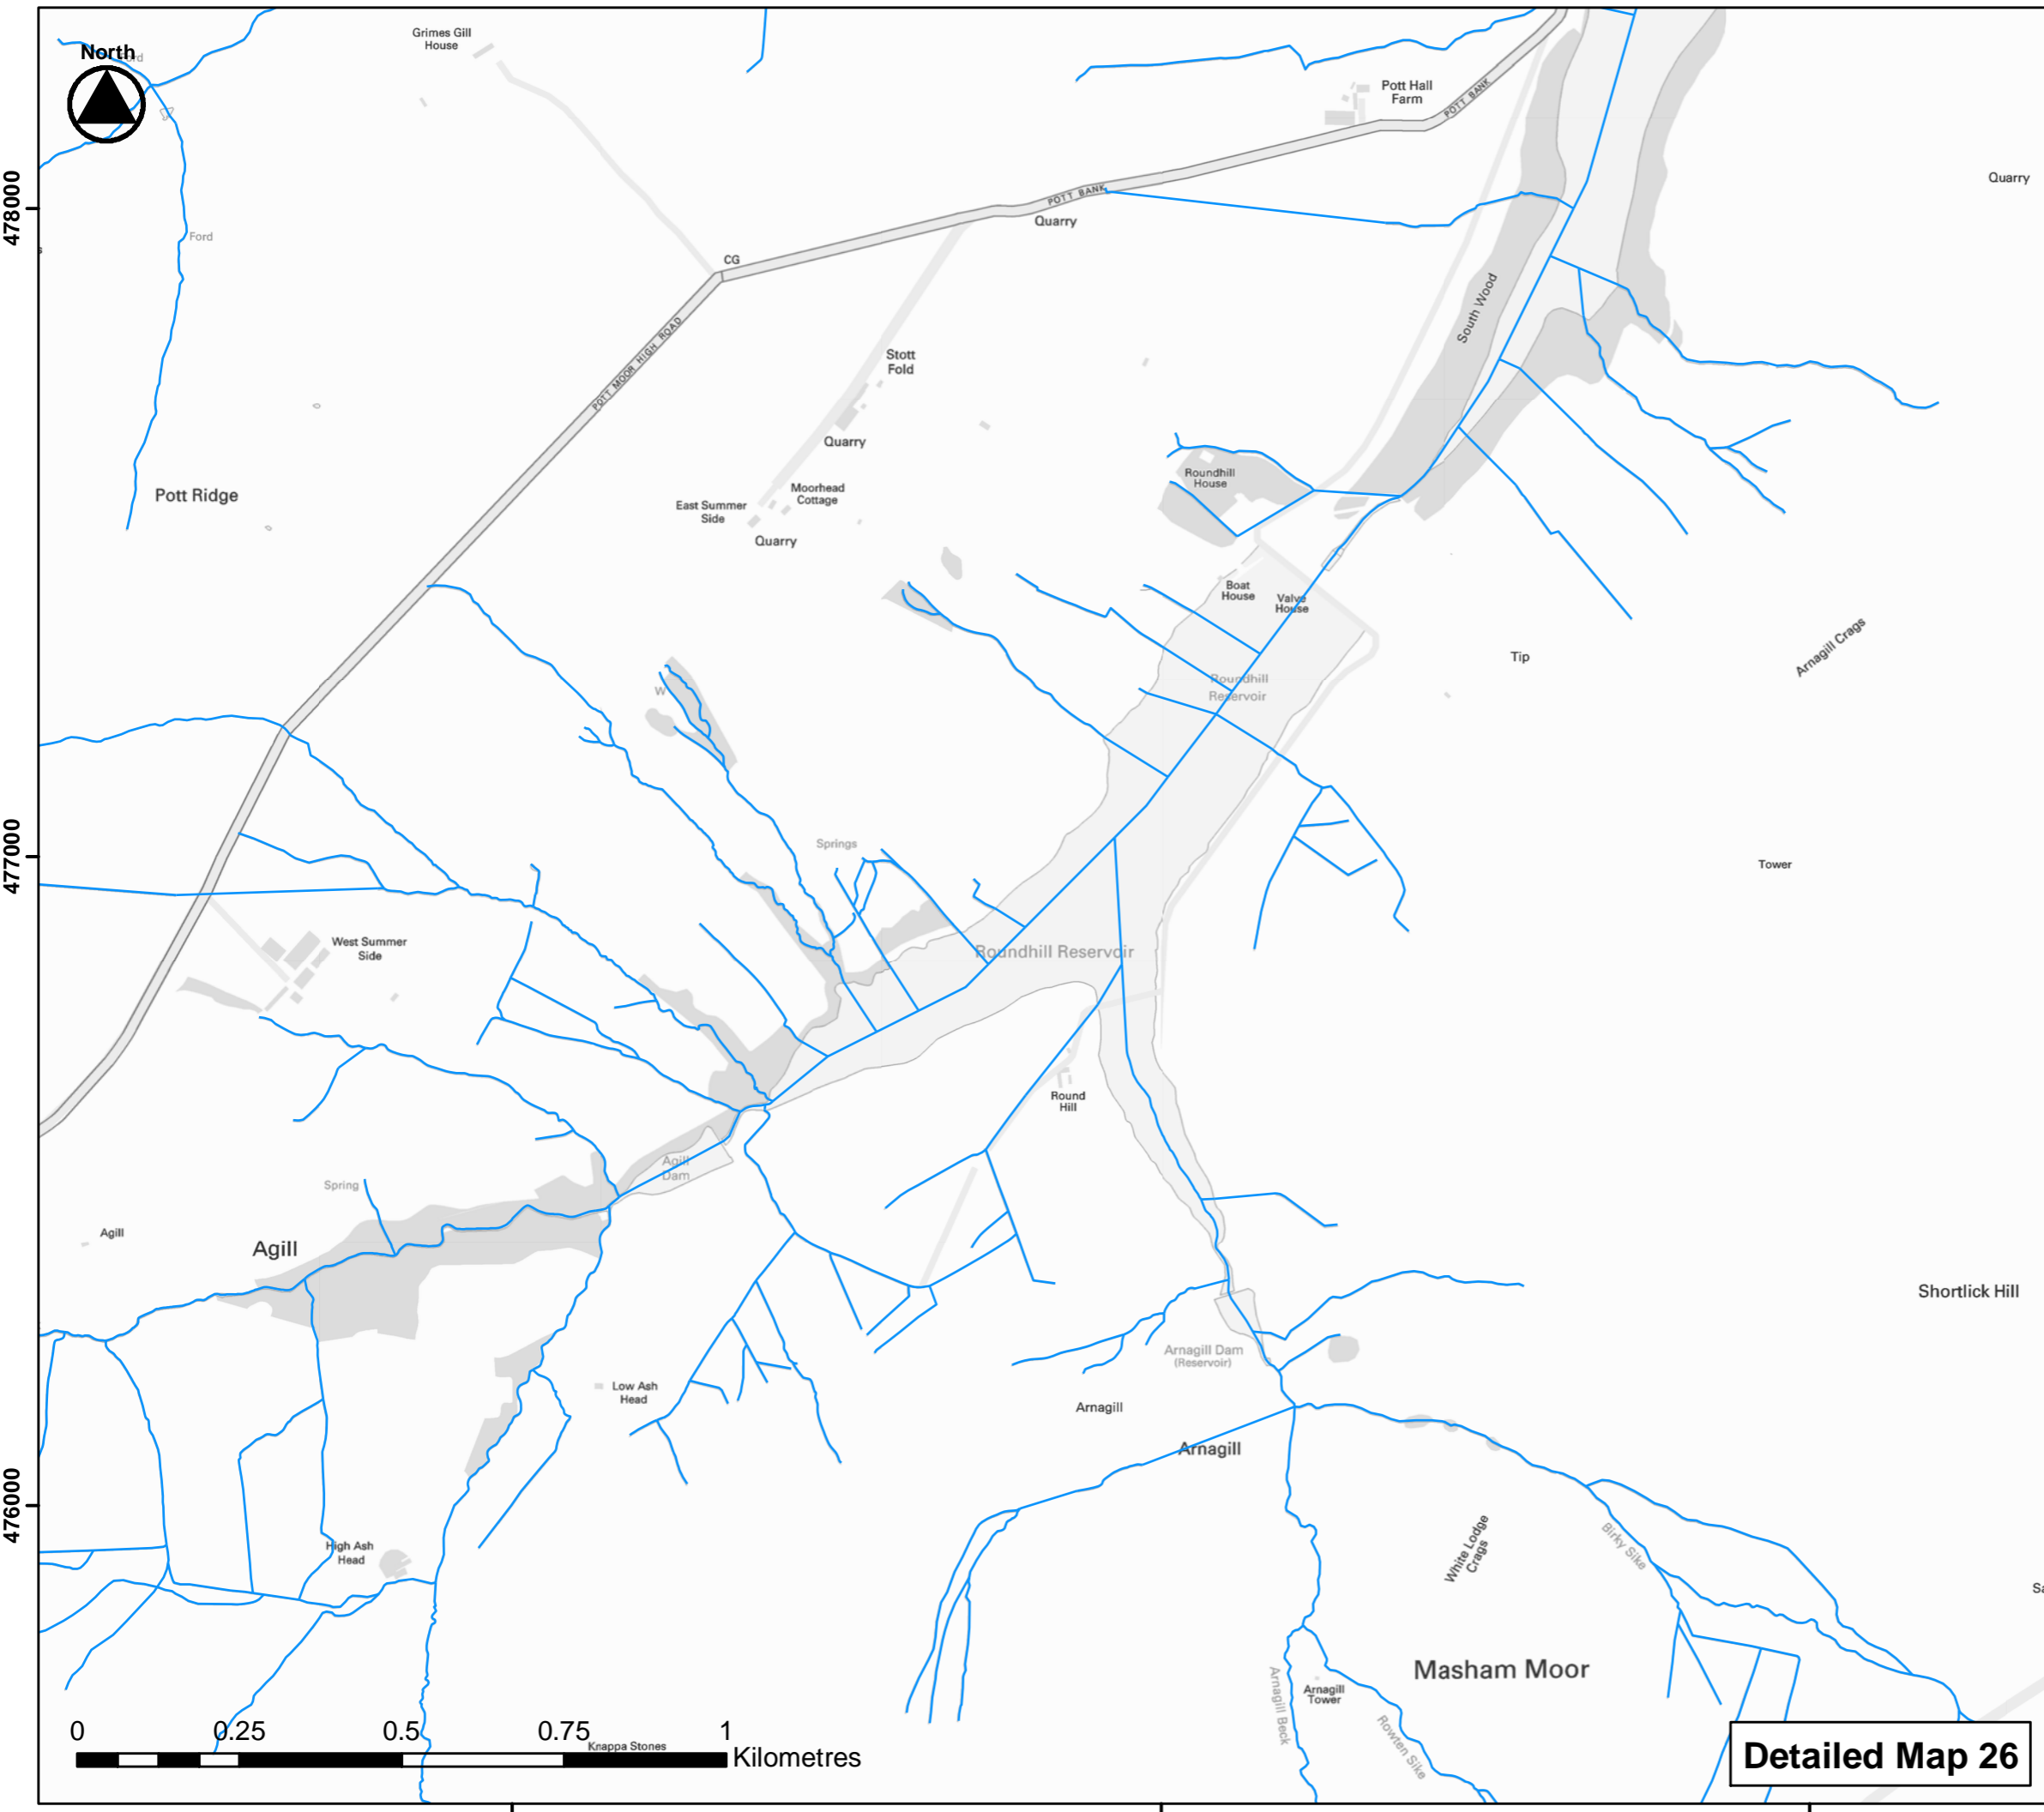 Grimes Gill
House
North
Ford
Pott Hall
Farm
POTT BANK
478000
Quarry
POTT BANK
Quarry
Ford
CG
South Wood
POTT MOOR HIGH ROAD
Stott
Fold
Quarry
Roundhill
House
Pott Ridge
Moorhead
Cottage
East Summer
Side
Quarry
Boat
House
Valve
House
Arnagill Crags
Tip
Roundhill
Reservoir
W
477000
Springs
Tower
West Summer
Side
Roundhill Reservoir
Round
Hill
Agill
Dam
Spring
Agill
Agill
Shortlick Hill
Arnagill Dam
(Reservoir)
Low Ash
Head
Arnagill
Arnagill
476000
High Ash
Head
White Lodge
Crags
Birky Sike
Sa
Masham Moor
Arnagill Beck
Arnagill
Tower
Rowten Sike
0 0.25 0.5 0.75 1
Kilometres
Knappa Stones
Detailed Map 26